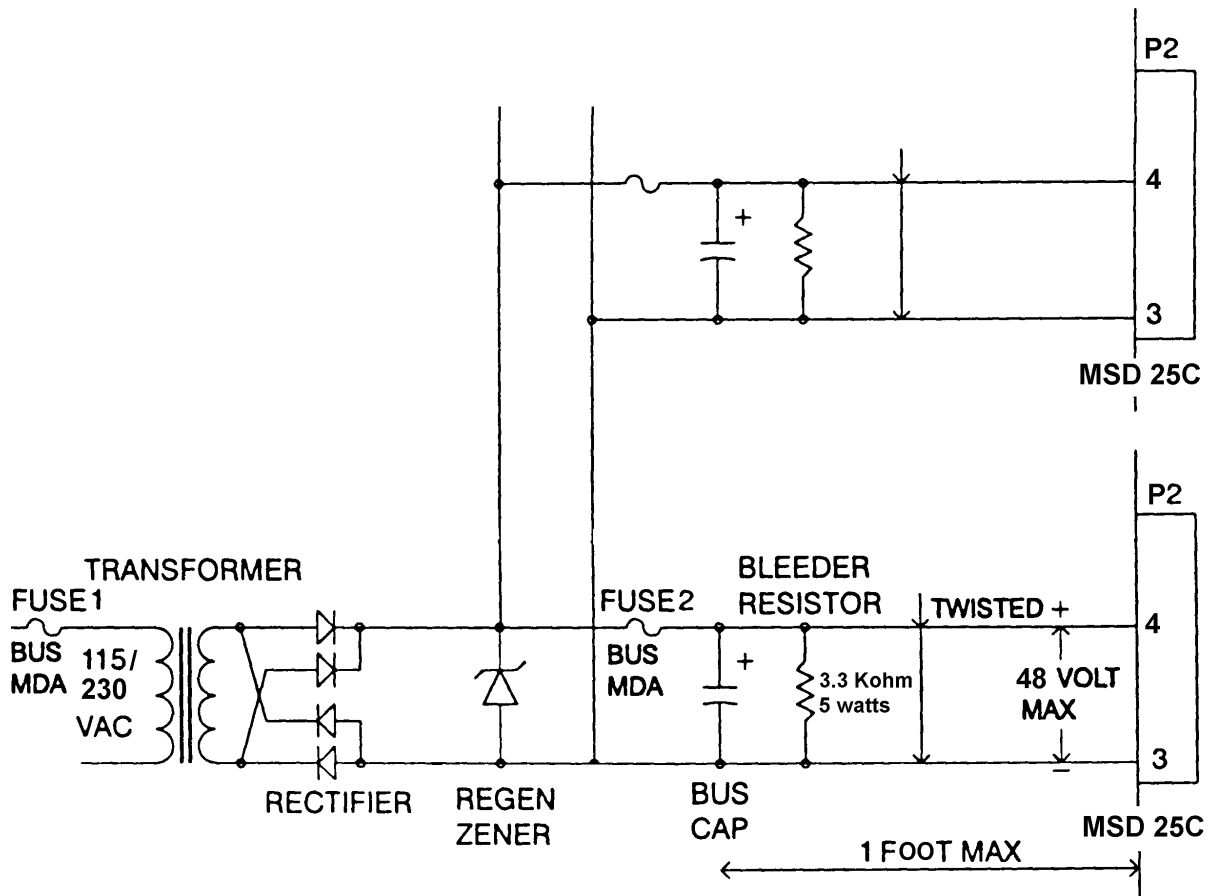 P2
4
+
3
MSD 25C
P2
TRANSFORMER
FUSE1
BUS
MDA
115/
230
VAC
RECTIFIER
REGEN
ZENER
FUSE2
BUS
MDA
BLEEDER
RESISTOR
+
3.3 Kohm
5 watts
BUS
CAP
TWISTED +
48 VOLT
MAX
–
4
3
MSD 25C
1 FOOT MAX